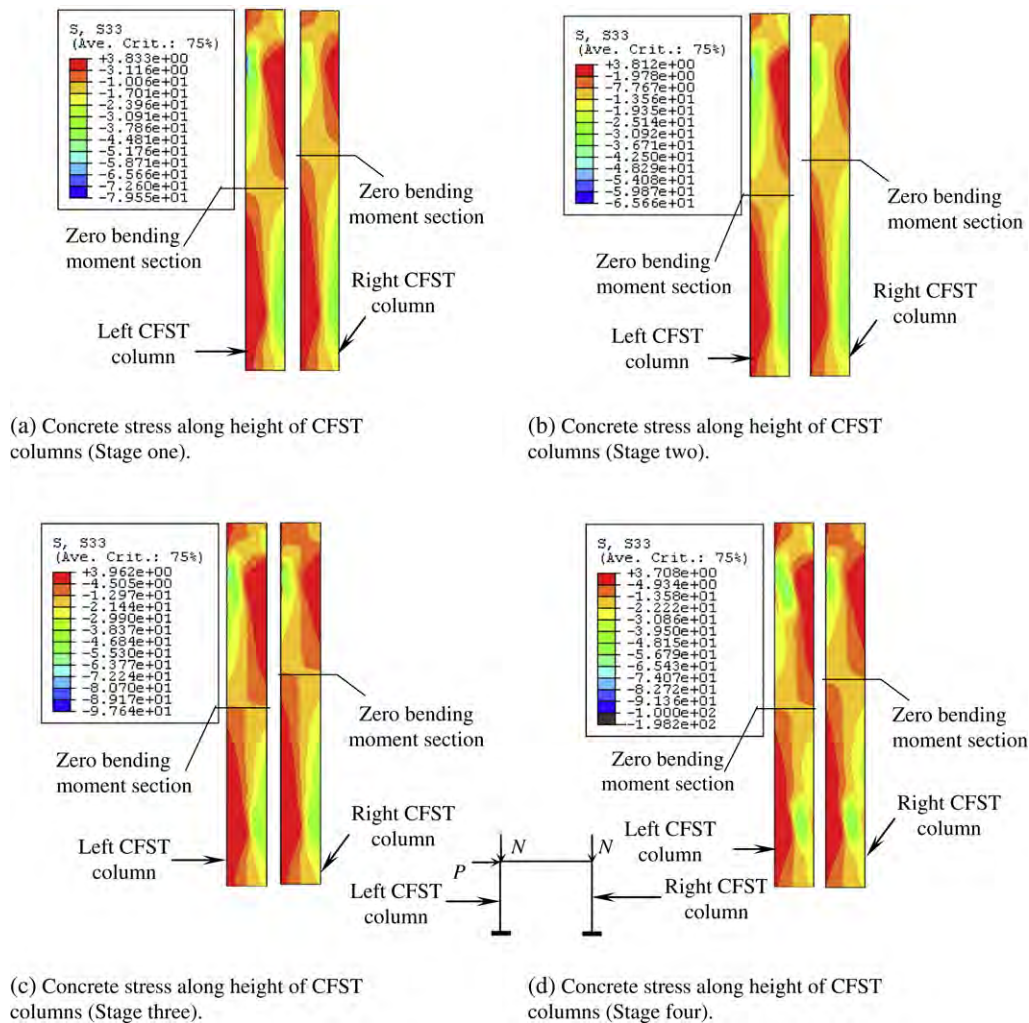 S, S33
(Ave. Crit.: 75%)
+3.833e+00
-3.116e+00
-1.006e+01
-1.701e+01
-2.396e+01
-3.091e+01
-3.786e+01
-4.481e+01
-5.176e+01
-5.871e+01
-6.566e+01
-7.260e+01
-7.955e+01
Zero bending
moment section
Zero bending
moment section
Right CFST
column
Left CFST
column
(a) Concrete stress along height of CFST
columns (Stage one).
S, S33
(Ave. Crit.: 75%)
+3.812e+00
-1.978e+00
-7.767e+00
-1.356e+01
-1.935e+01
-2.514e+01
-3.092e+01
-3.671e+01
-4.250e+01
-4.829e+01
-5.408e+01
-5.987e+01
-6.566e+01
Zero bending
moment section
Zero bending
moment section
Right CFST
column
Left CFST
column
(b) Concrete stress along height of CFST
columns (Stage two).
S, S33
(Ave. Crit.: 75%)
+3.962e+00
-4.505e+00
-1.297e+01
-2.144e+01
-2.990e+01
-3.837e+01
-4.684e+01
-5.530e+01
-6.377e+01
-7.224e+01
-8.070e+01
-8.917e+01
-9.764e+01
Zero bending
moment section
Zero bending
moment section
Right CFST
column
Left CFST
column
(c) Concrete stress along height of CFST
columns (Stage three).
N
N
P
Left CFST
column
Right CFST
column
S, S33
(Ave. Crit.: 75%)
+3.708e+00
-4.934e+00
-1.358e+01
-2.222e+01
-3.086e+01
-3.950e+01
-4.815e+01
-5.679e+01
-6.543e+01
-7.407e+01
-8.272e+01
-9.136e+01
-1.000e+02
-1.982e+02
Zero bending
moment section
Zero bending
moment section
Right CFST
column
Left CFST
column
(d) Concrete stress along height of CFST
columns (Stage four).